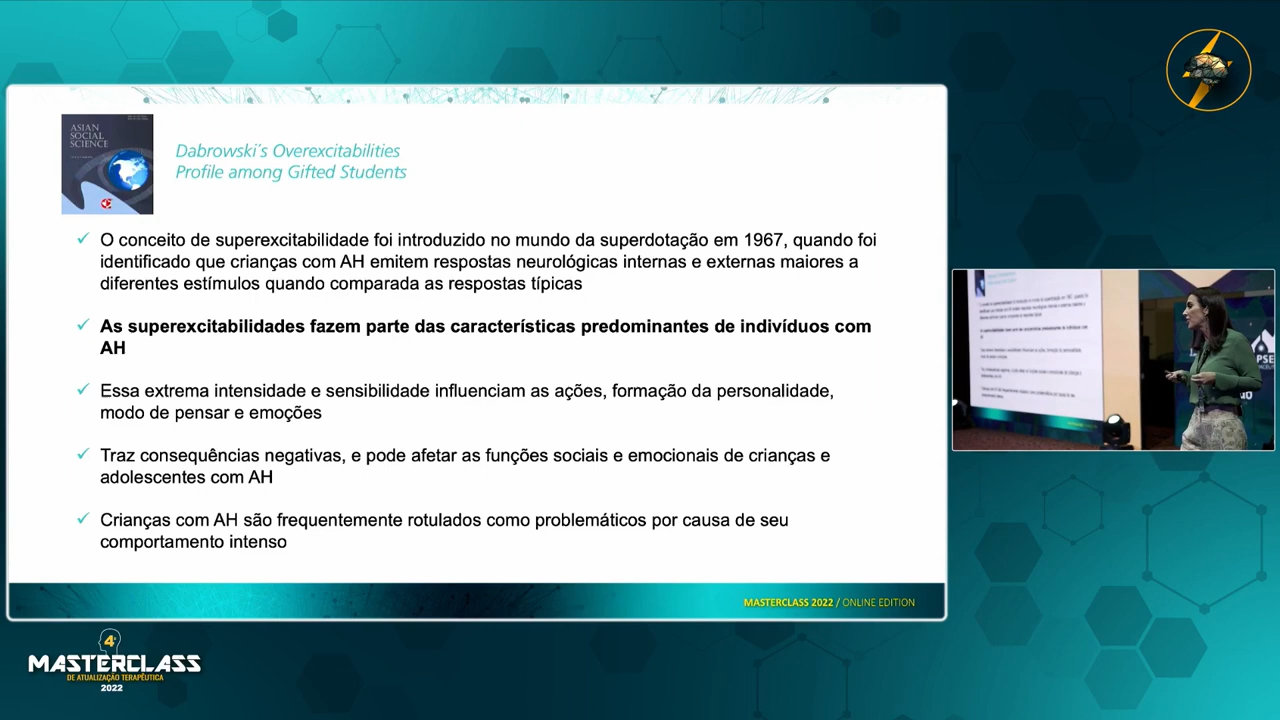 ASIAN
SOCIAL
SCIENCE
Dabrowski´s Overexcitabilities
Profile among Gifted Students
O conceito de superexcitabilidade foi introduzido no mundo da superdotação em 1967, quando foi
identificado que crianças com AH emitem respostas neurológicas internas e externas maiores a
diferentes estímulos quando comparada as respostas típicas
As superexcitabilidades fazem parte das características predominantes de indivíduos com
AH
Essa extrema intensidade e sensibilidade influenciam as ações, formação da personalidade,
modo de pensar e emoções
Traz consequências negativas, e pode afetar as funções sociais e emocionais de crianças e
adolescentes com AH
Crianças com AH são frequentemente rotulados como problemáticos por causa de seu
comportamento intenso
MASTERCLASS 2022 / ONLINE EDITION
4ª
MASTERCLASS
DE ATUALIZAÇÃO TERAPÊUTICA
2022